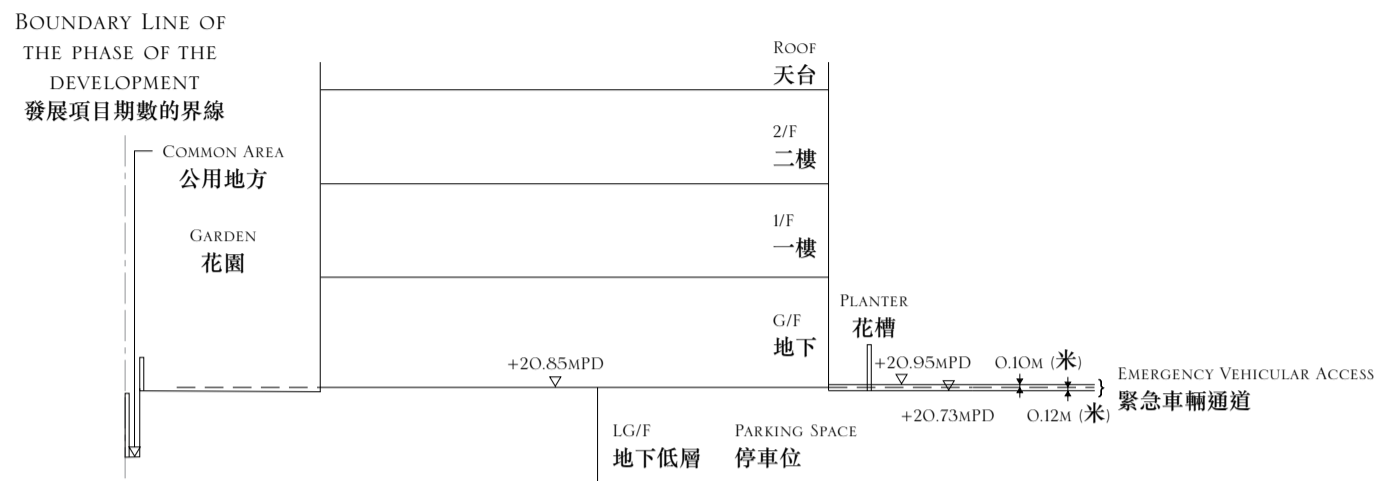 BOUNDARY LINE OF
THE PHASE OF THE
DEVELOPMENT
發展項目期數的界線
COMMON AREA
公用地方
GARDEN
花園
ROOF
天台
2/F
二樓
1/F
一樓
G/F
地下
PLANTER
花槽
+20.85MPD
+20.95MPD
0.10M (米)
EMERGENCY VEHICULAR ACCESS
緊急車輛通道
+20.73MPD
0.12M (米)
LG/F
地下低層
PARKING SPACE
停車位